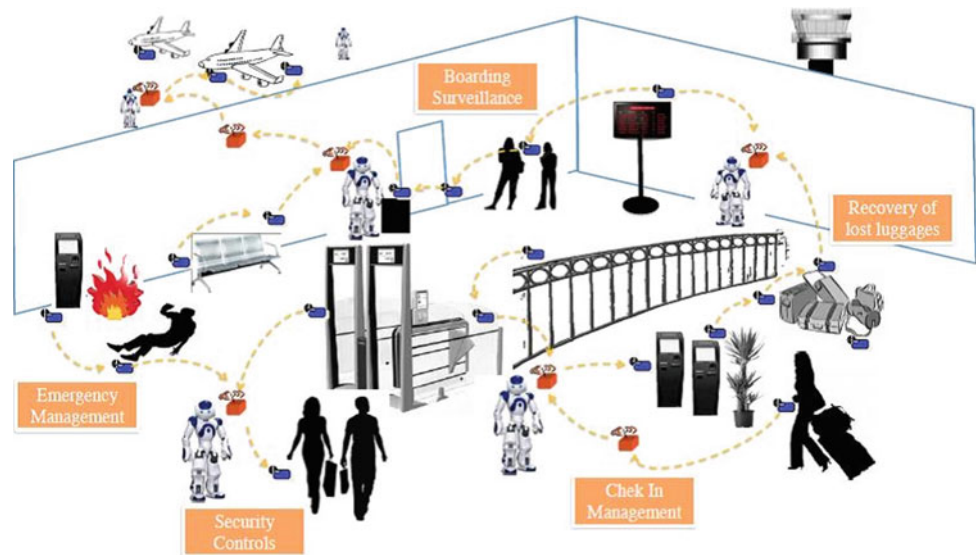 Boarding
Surveillance
Recovery of
lost luggages
Emergency
Management
Security
Controls
Chek In
Management